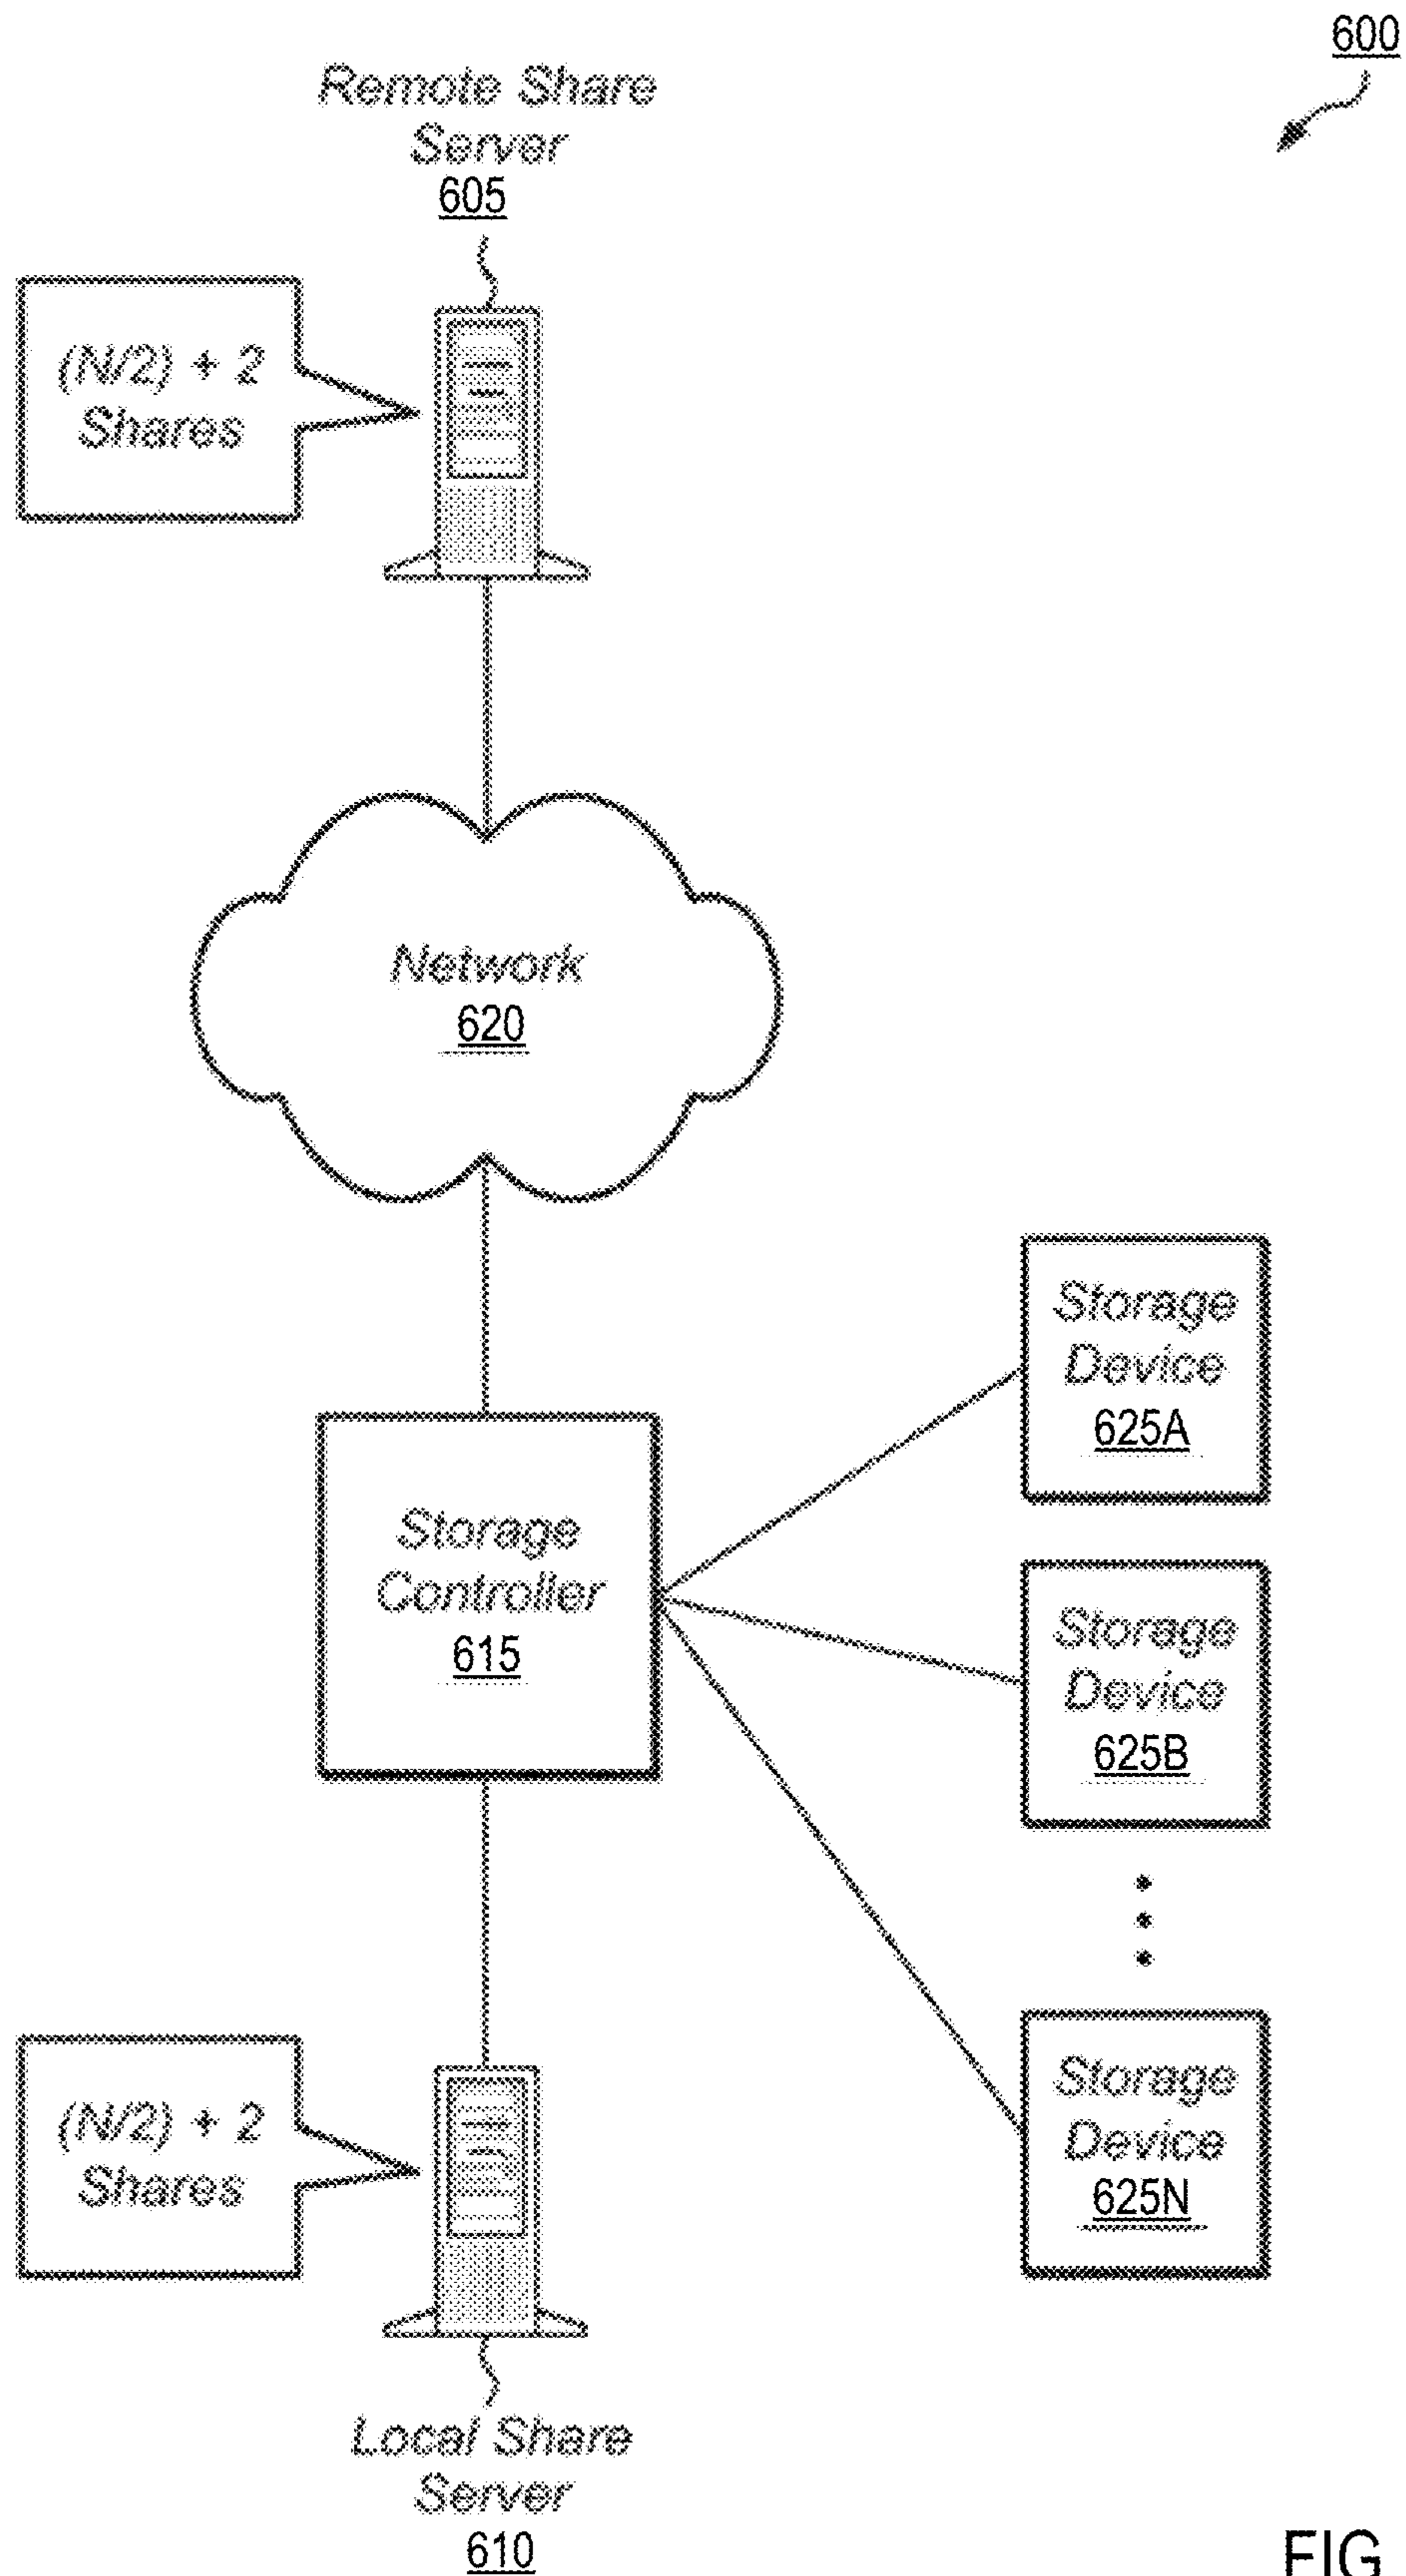 600
Remote Share
Server
605
(N/2) + 2
Shares
Network
620
Storage
Device
625A
Storage
Controller
615
Storage
Device
625B
Storage
Device
625N
(N/2) + 2
Shares
Local Share
Server
610
FIG.